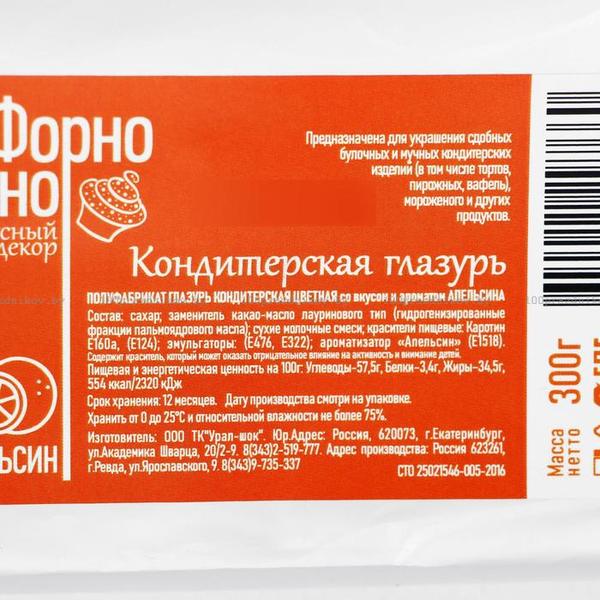 Форно
но
сный
декор
Предназначена для украшения сдобных
булочных и мучных кондитерских
изделий (в том числе тортов,
пирожных, вафель),
мороженого и других
продуктов.
Кондитерская глазурь
ПОЛУФАБРИКАТ ГЛАЗУРЬ КОНДИТЕРСКАЯ ЦВЕТНАЯ со вкусом и ароматом АПЕЛЬСИНА
Состав: сахар; заменитель какао-масло лауринового тип (гидрогенизированные
фракции пальмоядрового масла); сухие молочные смеси; красители пищевые: Каротин
Е160а, (Е124); эмульгаторы: (Е476, Е322); ароматизатор «Апельсин» (Е1518).
Содержит краситель, который может оказать отрицательное влияние на активность и внимание детей.
Пищевая и энергетическая ценность на 100г: Углеводы-57,5г, Белки-3,4г, Жиры-34,5г,
554 ккал/2320 кДж
Срок хранения: 12 месяцев. Дату производства смотри на упаковке.
Хранить от 0 до 25°С и относительной влажности не более 75%.
Изготовитель: ООО ТК"Урал-шок". Юр.Адрес: Россия, 620073, г.Екатеринбург,
ул.Академика Шварца, 20/2-9. 8(343)2-519-777. Адрес производства: Россия 623261,
г.Ревда, ул.Ярославского, 9. 8(343)9-735-337
СТО 25021546-005-2016
ьсин
Масса
нетто
300г